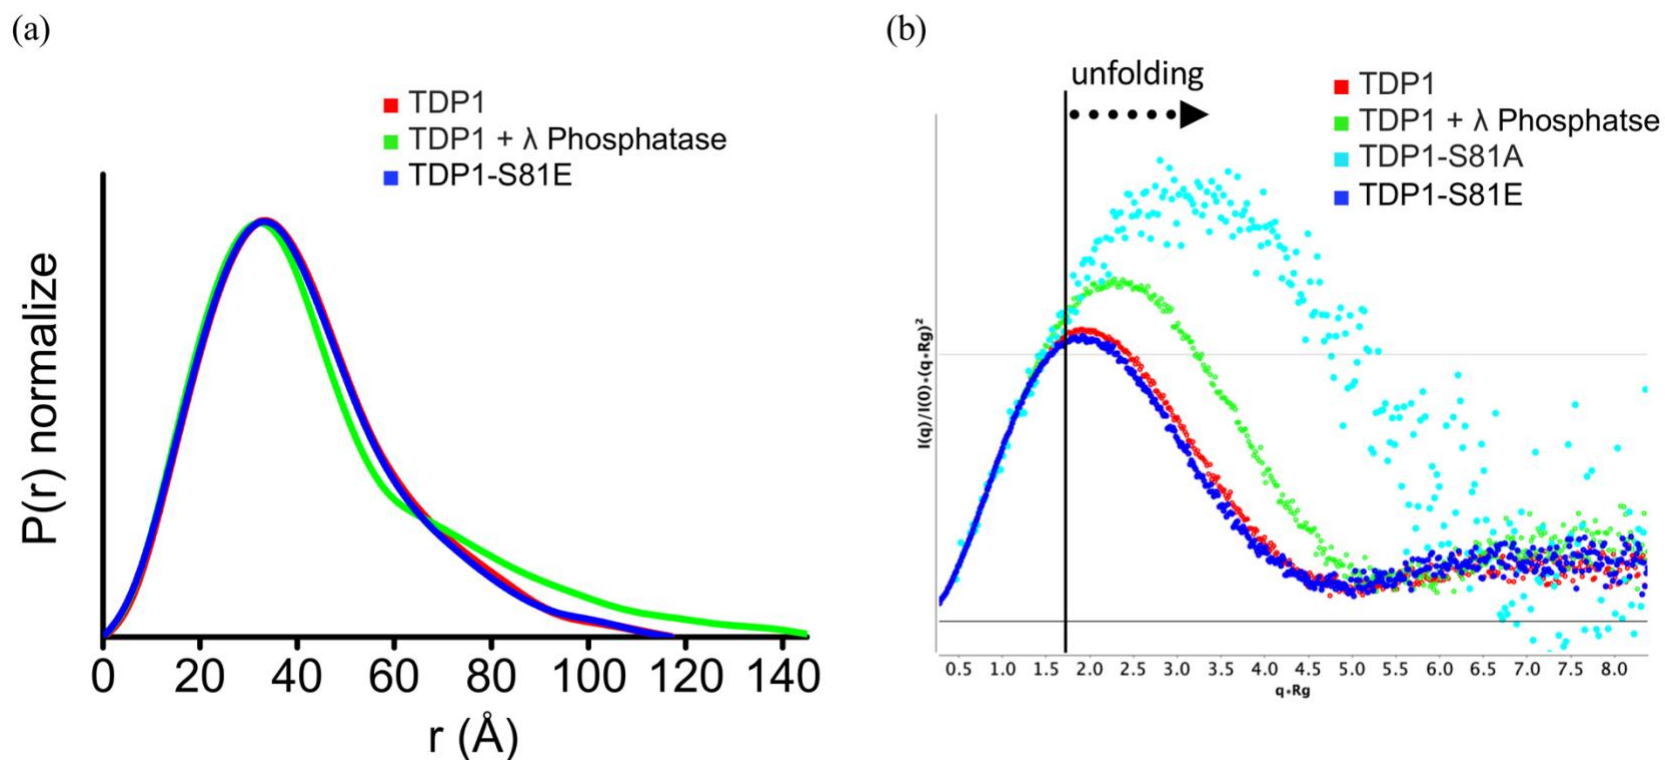 (a)
TDP1
TDP1 + λ Phosphatase
TDP1-S81E
P(r) normalize
0 20 40 60 80 100 120 140
r (Å)
(b)
unfolding
TDP1
TDP1 + λ Phosphatse
TDP1-S81A
TDP1-S81E
I(q)/I(0)*(q*Rg)²
0.5 1.0 1.5 2.0 2.5 3.0 3.5 4.0 4.5 5.0 5.5 6.0 6.5 7.0 7.5 8.0
q*Rg